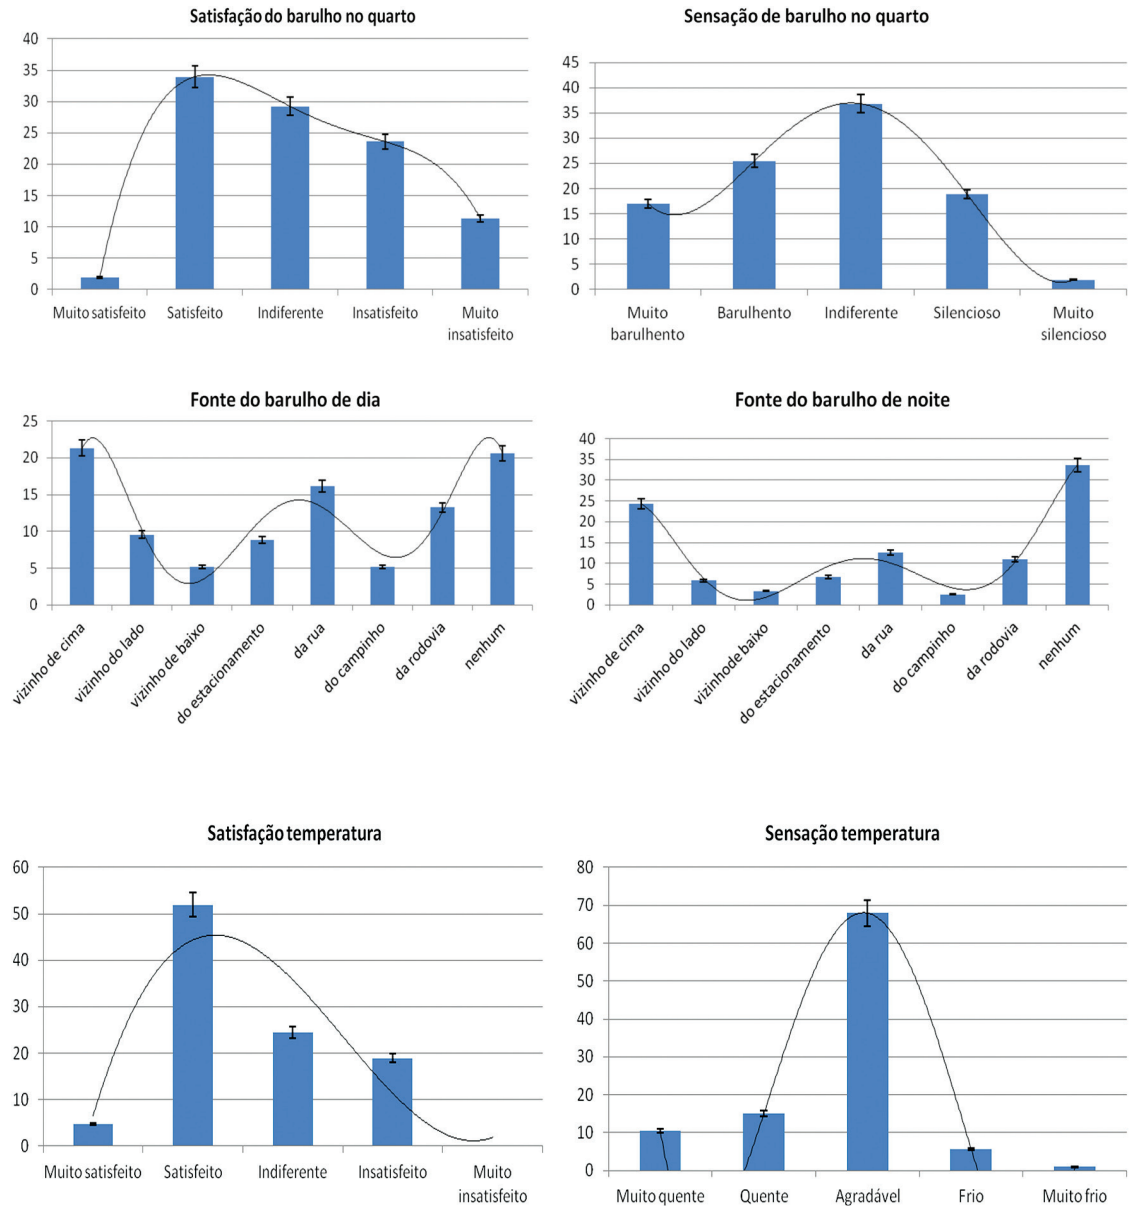 Satisfação do barulho no quarto
40
35
30
25
20
15
10
5
0
Muito satisfeito Satisfeito Indiferente Insatisfeito Muito
insatisfeito
Sensação de barulho no quarto
45
40
35
30
25
20
15
10
5
0
Muito Barulhento Indiferente Silencioso Muito
barulhento silencioso
Fonte do barulho de dia
25
20
15
10
5
0
vizinho de cima
vizinho do lado
vizinho de baixo
do estacionamento
da rua
do campinho
da rodovia
nenhum
Fonte do barulho de noite
40
35
30
25
20
15
10
5
0
vizinho de cima
vizinho do lado
vizinhode baixo
do estacionamento
da rua
do campinho
da rodovia
nenhum
Satisfação temperatura
60
50
40
30
20
10
0
Muito satisfeito Satisfeito Indiferente Insatisfeito Muito
insatisfeito
Sensação temperatura
80
70
60
50
40
30
20
10
0
Muito quente Quente Agradável Frio Muito frio